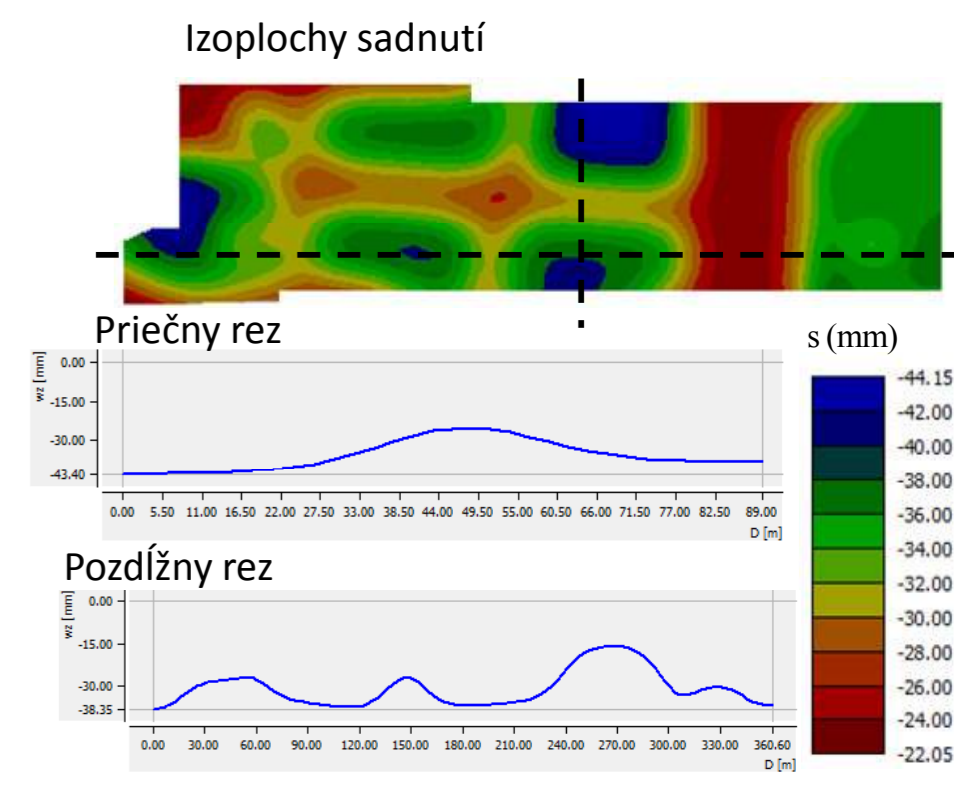 Izoplochy sadnutí
Priečny rez
wz [mm]
0.00
-15.00
-30.00
-43.40
0.00 5.50 11.00 16.50 22.00 27.50 33.00 38.50 44.00 49.50 55.00 60.50 66.00 71.50 77.00 82.50 89.00
D [m]
Pozdĺžny rez
wz [mm]
0.00
-15.00
-30.00
-38.35
0.00 30.00 60.00 90.00 120.00 150.00 180.00 210.00 240.00 270.00 300.00 330.00 360.60
D [m]
s (mm)
-44.15
-42.00
-40.00
-38.00
-36.00
-34.00
-32.00
-30.00
-28.00
-26.00
-24.00
-22.05